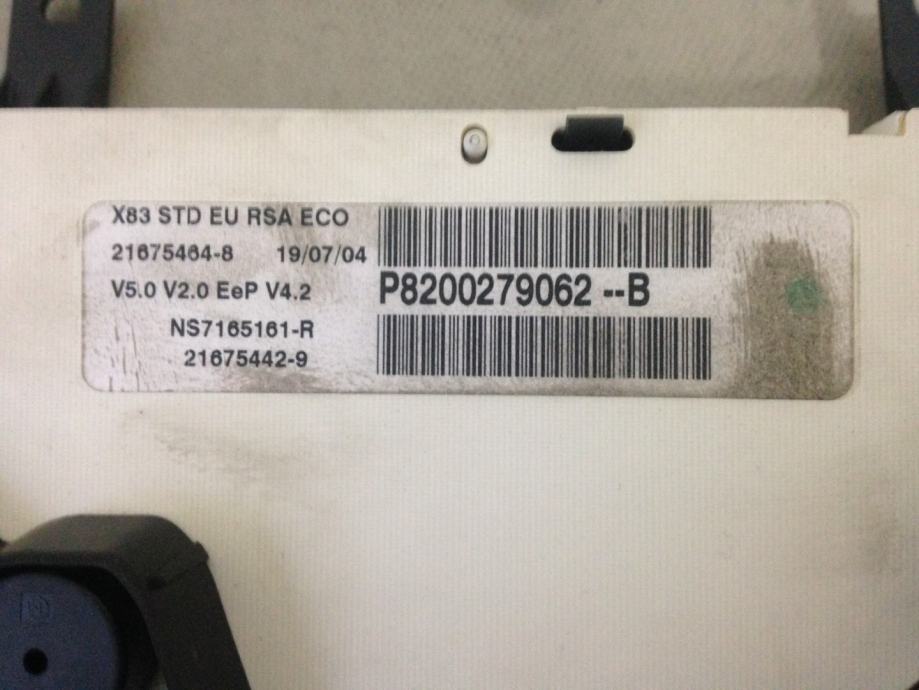 X83 STD EU RSA ECO
21675464-8 19/07/04
P8200279062 --B
V5.0 V2.0 EeP V4.2
NS7165161-R
21675442-9